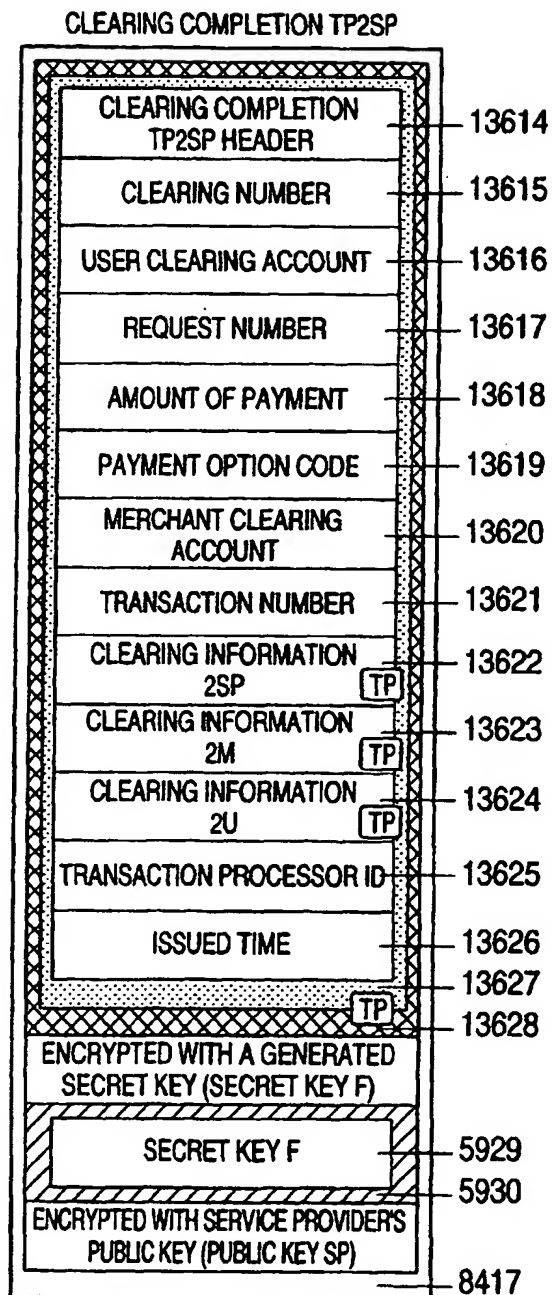 CLEARING COMPLETION TP2SP
CLEARING COMPLETION
TP2SP HEADER
13614
CLEARING NUMBER
13615
USER CLEARING ACCOUNT
13616
REQUEST NUMBER
13617
AMOUNT OF PAYMENT
13618
PAYMENT OPTION CODE
13619
MERCHANT CLEARING
ACCOUNT
13620
TRANSACTION NUMBER
13621
CLEARING INFORMATION
2SP
TP
13622
CLEARING INFORMATION
2M
TP
13623
CLEARING INFORMATION
2U
TP
13624
TRANSACTION PROCESSOR ID
13625
ISSUED TIME
13626
13627
TP
13628
ENCRYPTED WITH A GENERATED
SECRET KEY (SECRET KEY F)
SECRET KEY F
5929
5930
ENCRYPTED WITH SERVICE PROVIDER'S
PUBLIC KEY (PUBLIC KEY SP)
8417